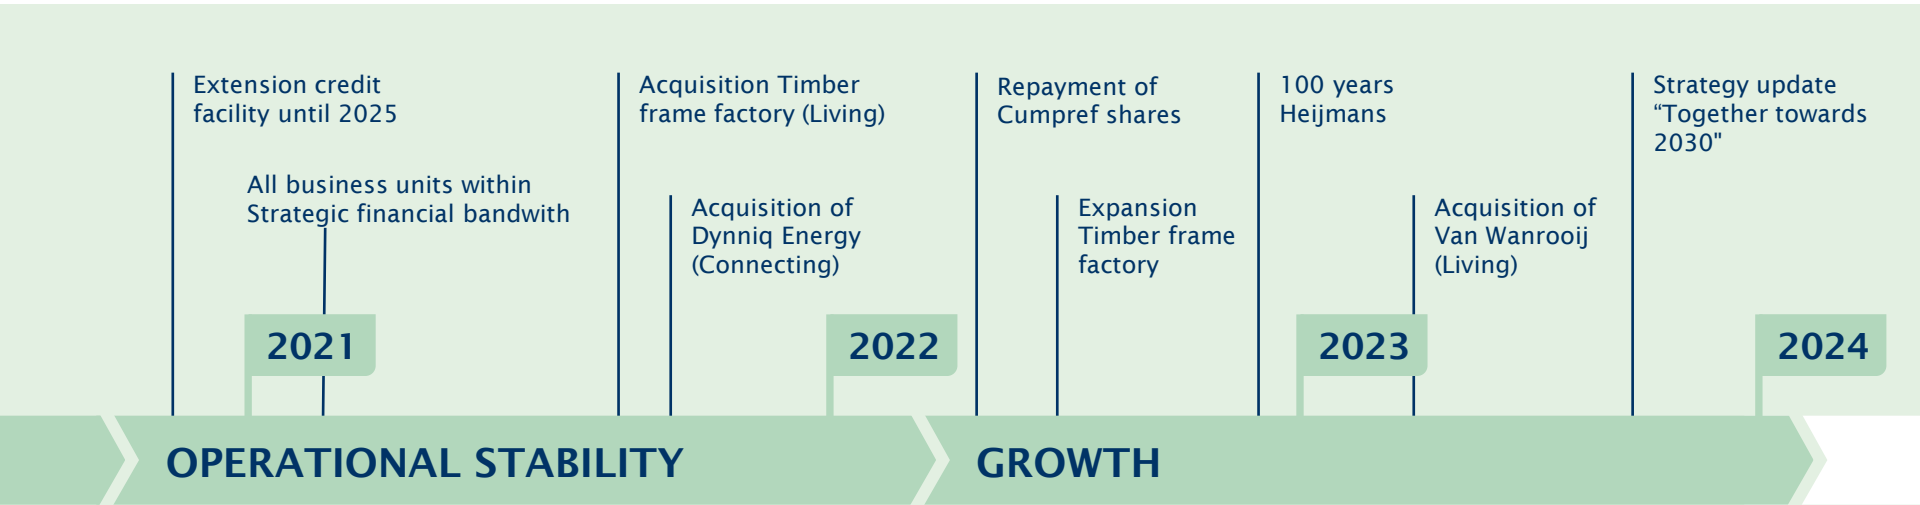 Extension credit
facility until 2025
All business units within
Strategic financial bandwith
Acquisition Timber
frame factory (Living)
Acquisition of
Dynniq Energy
(Connecting)
Repayment of
Cumpref shares
Expansion
Timber frame
factory
100 years
Heijmans
Acquisition of
Van Wanrooij
(Living)
Strategy update
“Together towards
2030"
2021
2022
2023
2024
OPERATIONAL STABILITY
GROWTH